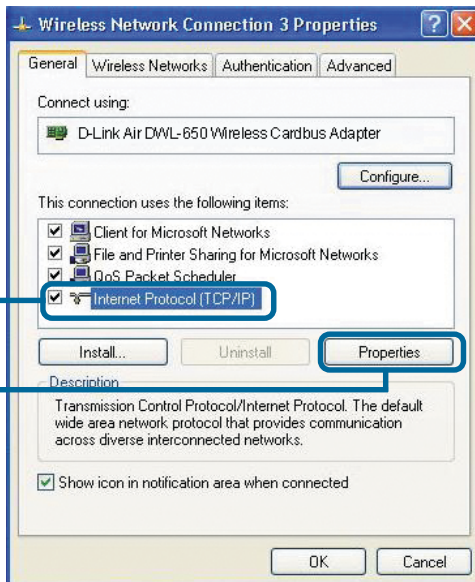 Wireless Network Connection 3 Properties
General Wireless Networks Authentication Advanced
Connect using:
D-Link Air DWL-650 Wireless Cardbus Adapter
Configure...
This connection uses the following items:
Client for Microsoft Networks
File and Printer Sharing for Microsoft Networks
QoS Packet Scheduler
Internet Protocol (TCP/IP)
Install... Uninstall Properties
Description
Transmission Control Protocol/Internet Protocol. The default
wide area network protocol that provides communication
across diverse interconnected networks.
Show icon in notification area when connected
OK Cancel